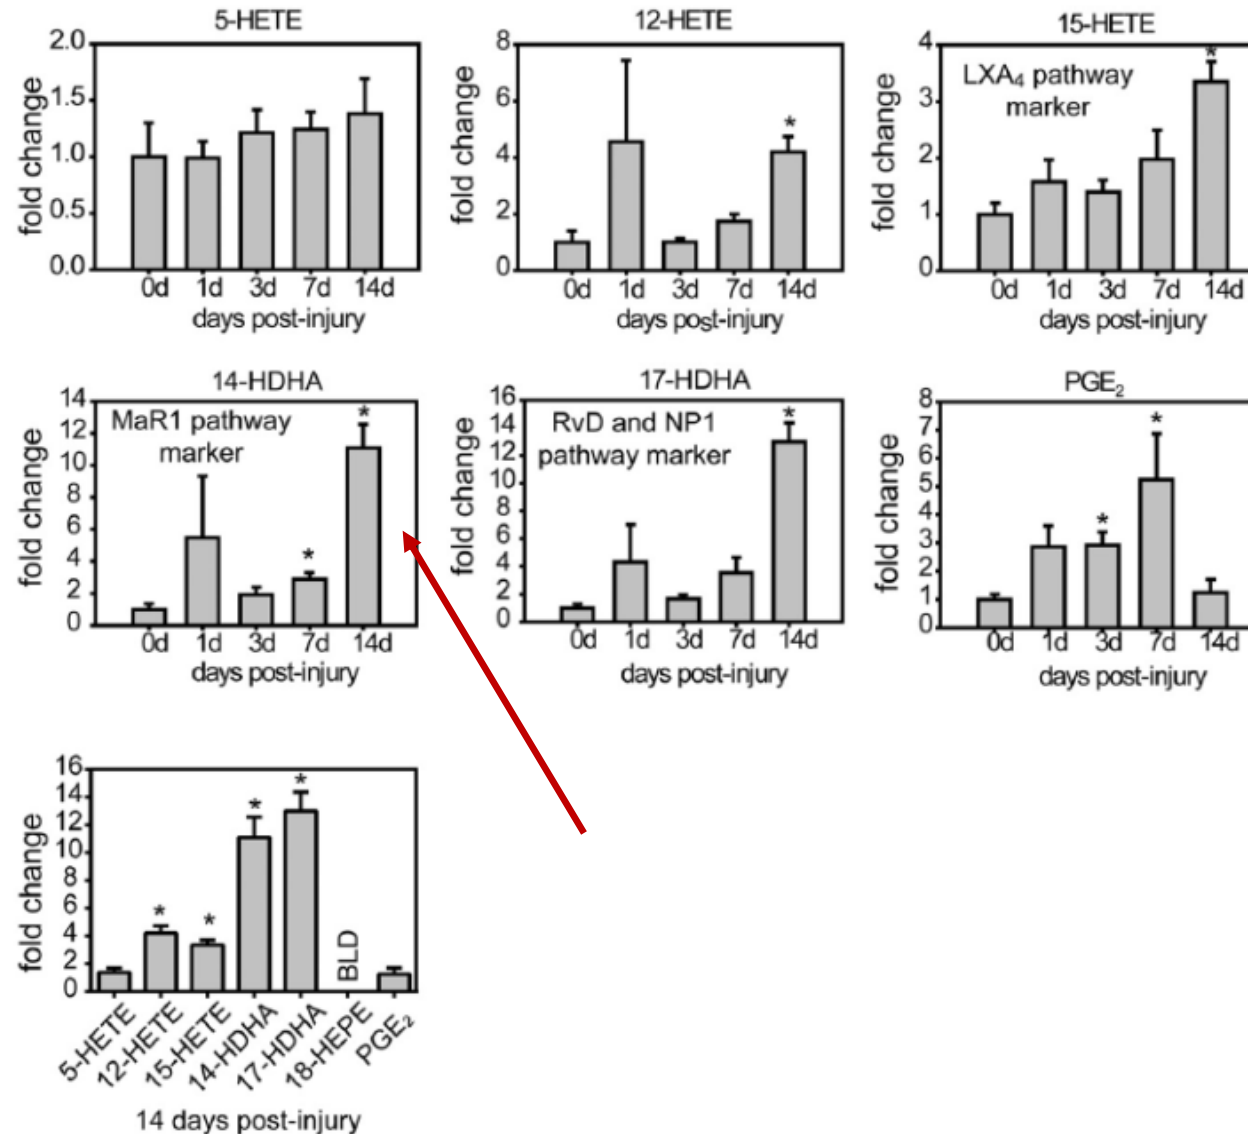 5-HETE
2.0
1.5
1.0
0.5
0.0
fold change
0d 1d 3d 7d 14d
days post-injury
12-HETE
8
6
4
2
0
fold change
*
0d 1d 3d 7d 14d
days post-injury
15-HETE
4
3
2
1
0
fold change
LXA₄ pathway
marker
*
0d 1d 3d 7d 14d
days post-injury
14-HDHA
14
12
10
8
6
4
2
0
fold change
MaR1 pathway
marker
* *
0d 1d 3d 7d 14d
days post-injury
17-HDHA
16
14
12
10
8
6
4
2
0
fold change
RvD and NP1
pathway marker
*
0d 1d 3d 7d 14d
days post-injury
PGE₂
8
7
6
5
4
3
2
1
0
fold change
* *
0d 1d 3d 7d 14d
days post-injury
16
14
12
10
8
6
4
2
0
fold change
* * * *
BLD
5-HETE
12-HETE
15-HETE
14-HDHA
17-HDHA
18-HEPE
PGE₂
14 days post-injury